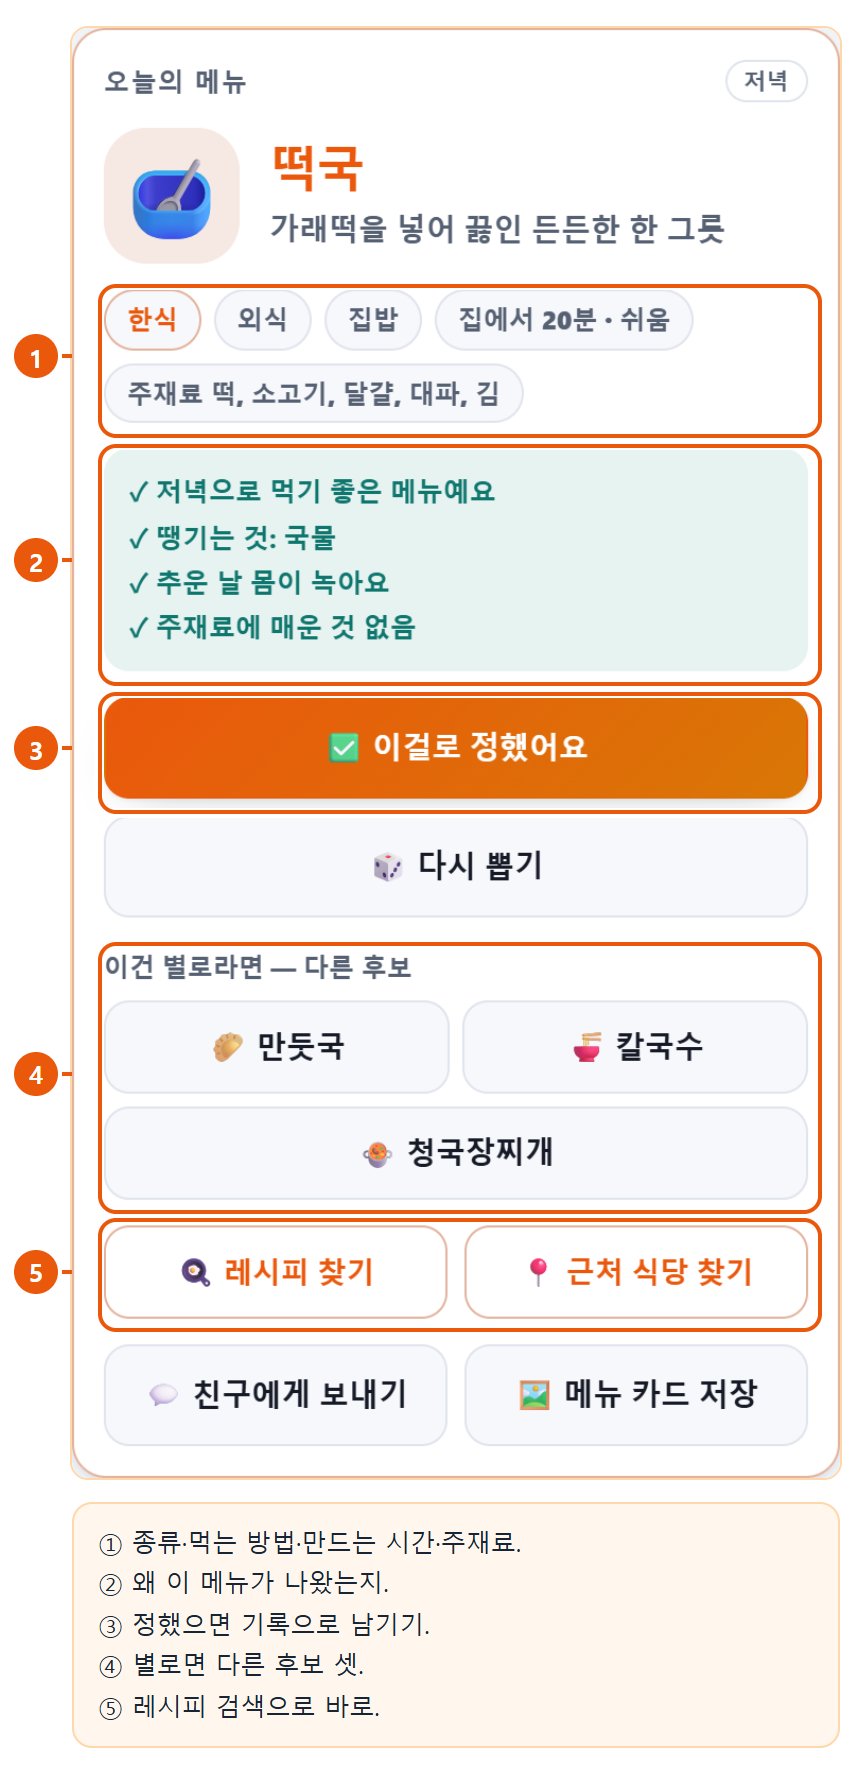 오늘의 메뉴
저녁
떡국
가래떡을 넣어 끓인 든든한 한 그릇
1
한식
외식
집밥
집에서 20분 · 쉬움
주재료 떡, 소고기, 달걀, 대파, 김
2
✓ 저녁으로 먹기 좋은 메뉴예요
✓ 땡기는 것: 국물
✓ 추운 날 몸이 녹아요
✓ 주재료에 매운 것 없음
3
✅ 이걸로 정했어요
다시 뽑기
4
이건 별로라면 — 다른 후보
만둣국
칼국수
청국장찌개
5
레시피 찾기
근처 식당 찾기
친구에게 보내기
메뉴 카드 저장
① 종류·먹는 방법·만드는 시간·주재료.
② 왜 이 메뉴가 나왔는지.
③ 정했으면 기록으로 남기기.
④ 별로면 다른 후보 셋.
⑤ 레시피 검색으로 바로.